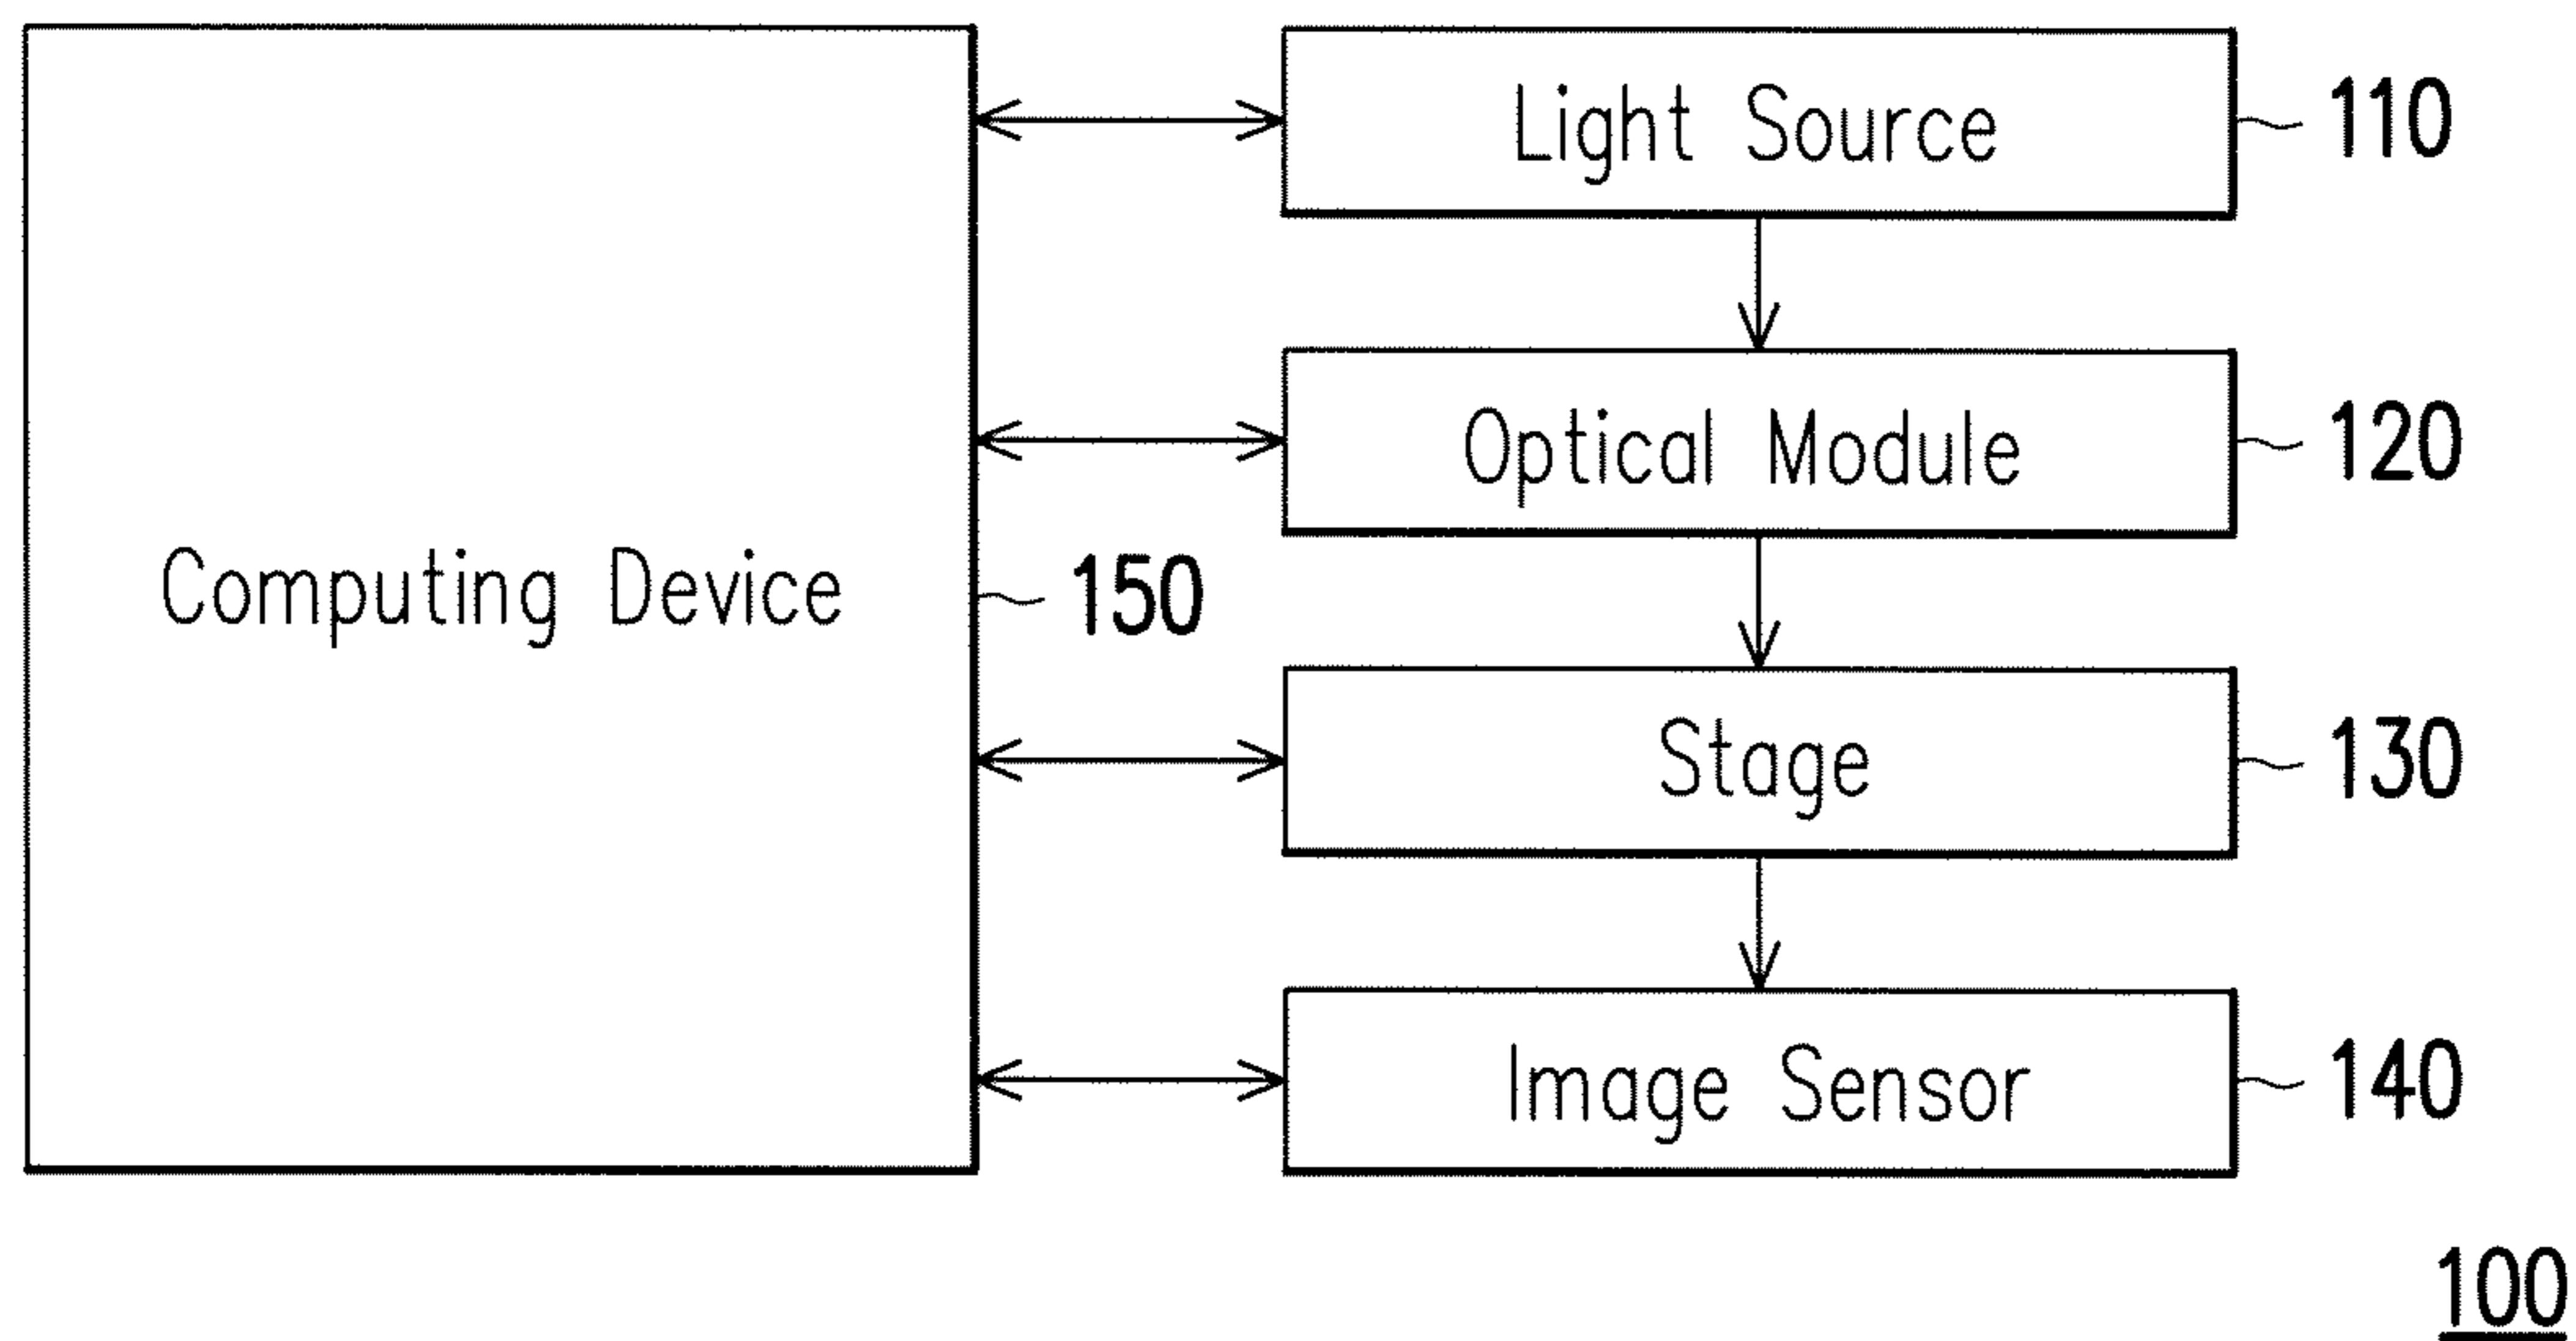 Light Source 110
Optical Module 120
Computing Device 150
Stage 130
Image Sensor 140
100